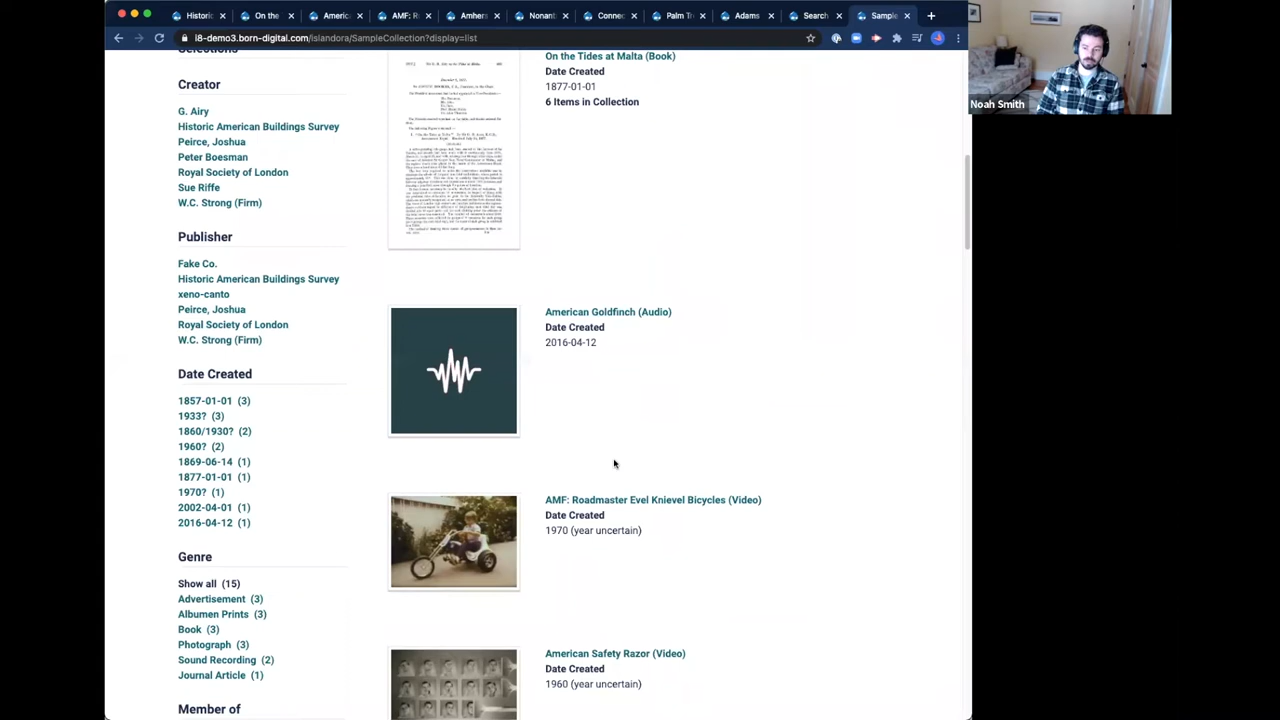 Historic
On the
America
AMF: R
Amhers
Nonant
Connec
Palm Tr
Adams
Search
Sample
i8-demo3.born-digital.com/islandora/SampleCollection?display=list
Noah Smith
Selections
Creator
G. Airy
Historic American Buildings Survey
Peirce, Joshua
Peter Boesman
Royal Society of London
Sue Riffe
W.C. Strong (Firm)
Publisher
Fake Co.
Historic American Buildings Survey
xeno-canto
Peirce, Joshua
Royal Society of London
W.C. Strong (Firm)
Date Created
1857-01-01 (3)
1933? (3)
1860/1930? (2)
1960? (2)
1869-06-14 (1)
1877-01-01 (1)
1970? (1)
2002-04-01 (1)
2016-04-12 (1)
Genre
Show all (15)
Advertisement (3)
Albumen Prints (3)
Book (3)
Photograph (3)
Sound Recording (2)
Journal Article (1)
Member of
On the Tides at Malta (Book)
Date Created
1877-01-01
6 Items in Collection
American Goldfinch (Audio)
Date Created
2016-04-12
AMF: Roadmaster Evel Knievel Bicycles (Video)
Date Created
1970 (year uncertain)
American Safety Razor (Video)
Date Created
1960 (year uncertain)